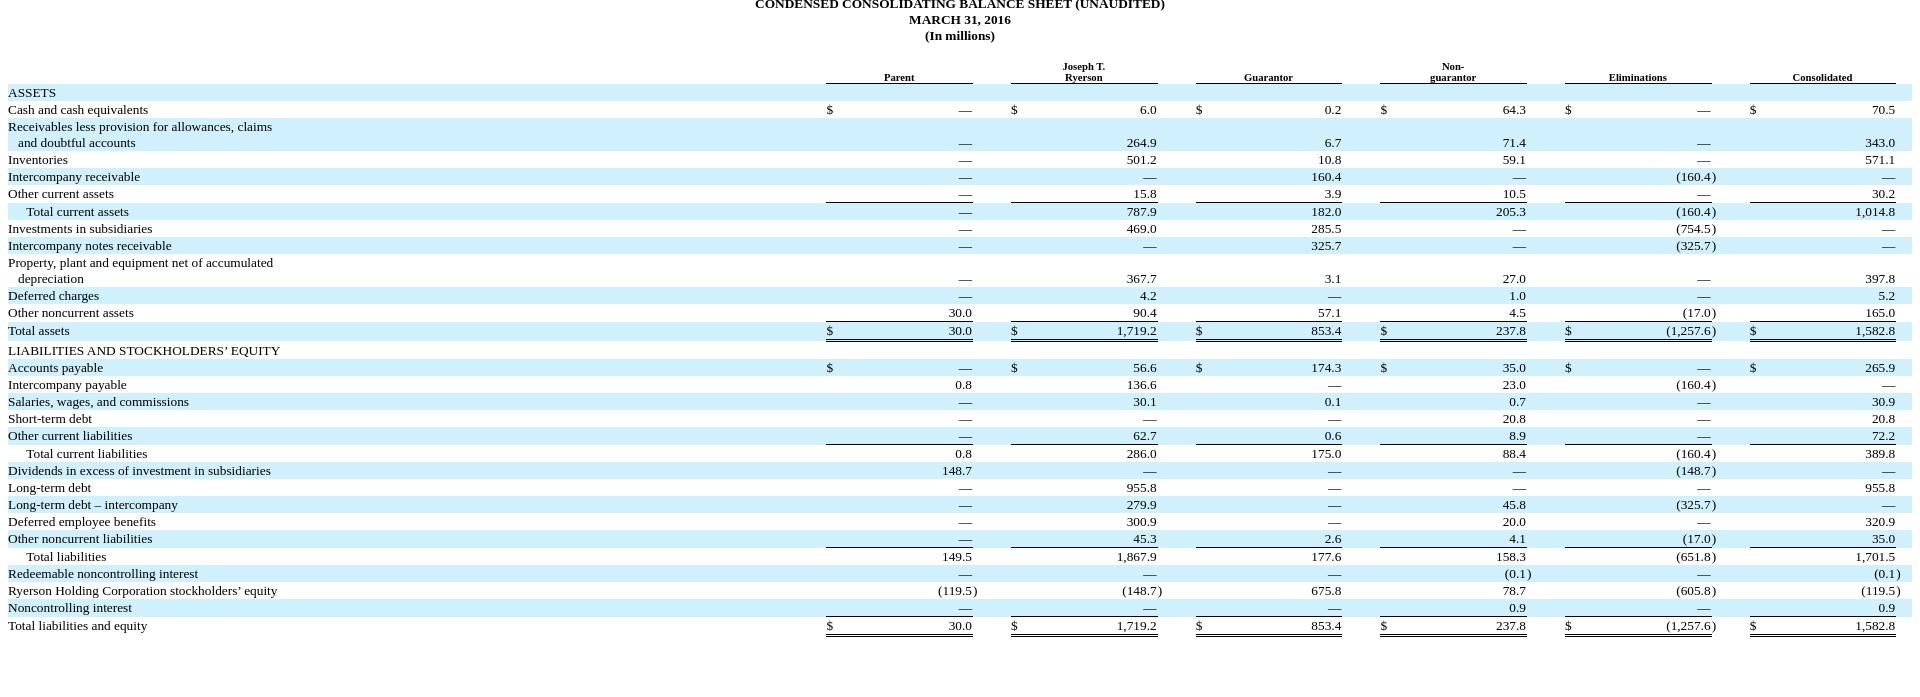 CONDENSED CONSOLIDATING BALANCE SHEET (UNAUDITED)
MARCH 31, 2016
(In millions)
Parent Joseph T. Ryerson Guarantor Non-guarantor Eliminations Consolidated
ASSETS
Cash and cash equivalents $ — $ 6.0 $ 0.2 $ 64.3 $ — $ 70.5
Receivables less provision for allowances, claims
and doubtful accounts — 264.9 6.7 71.4 — 343.0
Inventories — 501.2 10.8 59.1 — 571.1
Intercompany receivable — — 160.4 — (160.4) —
Other current assets — 15.8 3.9 10.5 — 30.2
Total current assets — 787.9 182.0 205.3 (160.4) 1,014.8
Investments in subsidiaries — 469.0 285.5 — (754.5) —
Intercompany notes receivable — — 325.7 — (325.7) —
Property, plant and equipment net of accumulated
depreciation — 367.7 3.1 27.0 — 397.8
Deferred charges — 4.2 — 1.0 — 5.2
Other noncurrent assets 30.0 90.4 57.1 4.5 (17.0) 165.0
Total assets $ 30.0 $ 1,719.2 $ 853.4 $ 237.8 $ (1,257.6) $ 1,582.8
LIABILITIES AND STOCKHOLDERS’ EQUITY
Accounts payable $ — $ 56.6 $ 174.3 $ 35.0 $ — $ 265.9
Intercompany payable 0.8 136.6 — 23.0 (160.4) —
Salaries, wages, and commissions — 30.1 0.1 0.7 — 30.9
Short-term debt — — — 20.8 — 20.8
Other current liabilities — 62.7 0.6 8.9 — 72.2
Total current liabilities 0.8 286.0 175.0 88.4 (160.4) 389.8
Dividends in excess of investment in subsidiaries 148.7 — — — (148.7) —
Long-term debt — 955.8 — — — 955.8
Long-term debt – intercompany — 279.9 — 45.8 (325.7) —
Deferred employee benefits — 300.9 — 20.0 — 320.9
Other noncurrent liabilities — 45.3 2.6 4.1 (17.0) 35.0
Total liabilities 149.5 1,867.9 177.6 158.3 (651.8) 1,701.5
Redeemable noncontrolling interest — — — (0.1) — (0.1)
Ryerson Holding Corporation stockholders’ equity (119.5) (148.7) 675.8 78.7 (605.8) (119.5)
Noncontrolling interest — — — 0.9 — 0.9
Total liabilities and equity $ 30.0 $ 1,719.2 $ 853.4 $ 237.8 $ (1,257.6) $ 1,582.8